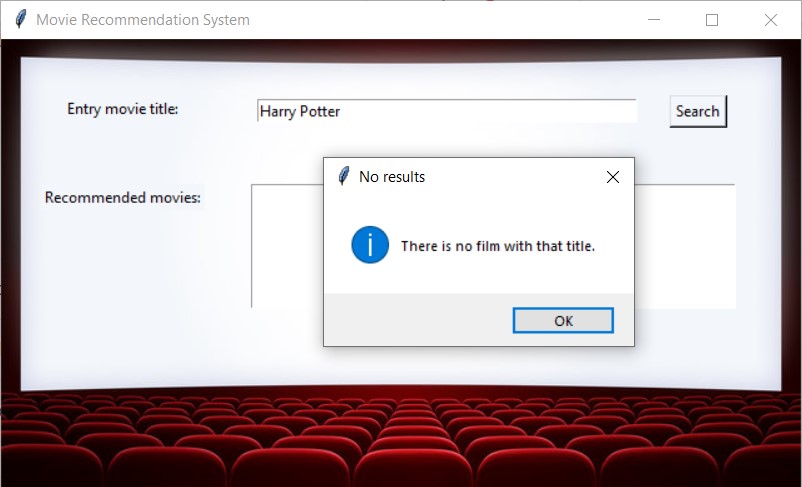 Movie Recommendation System
Entry movie title:
Harry Potter
Search
Recommended movies:
No results
There is no film with that title.
OK